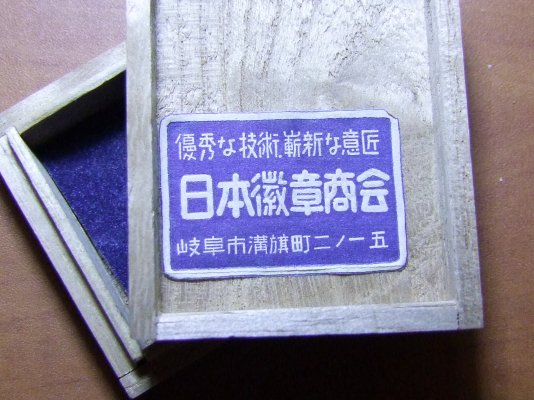 優秀な技術、嶄新な意匠
日本徽章商会
岐阜市溝旗町二ノ一五